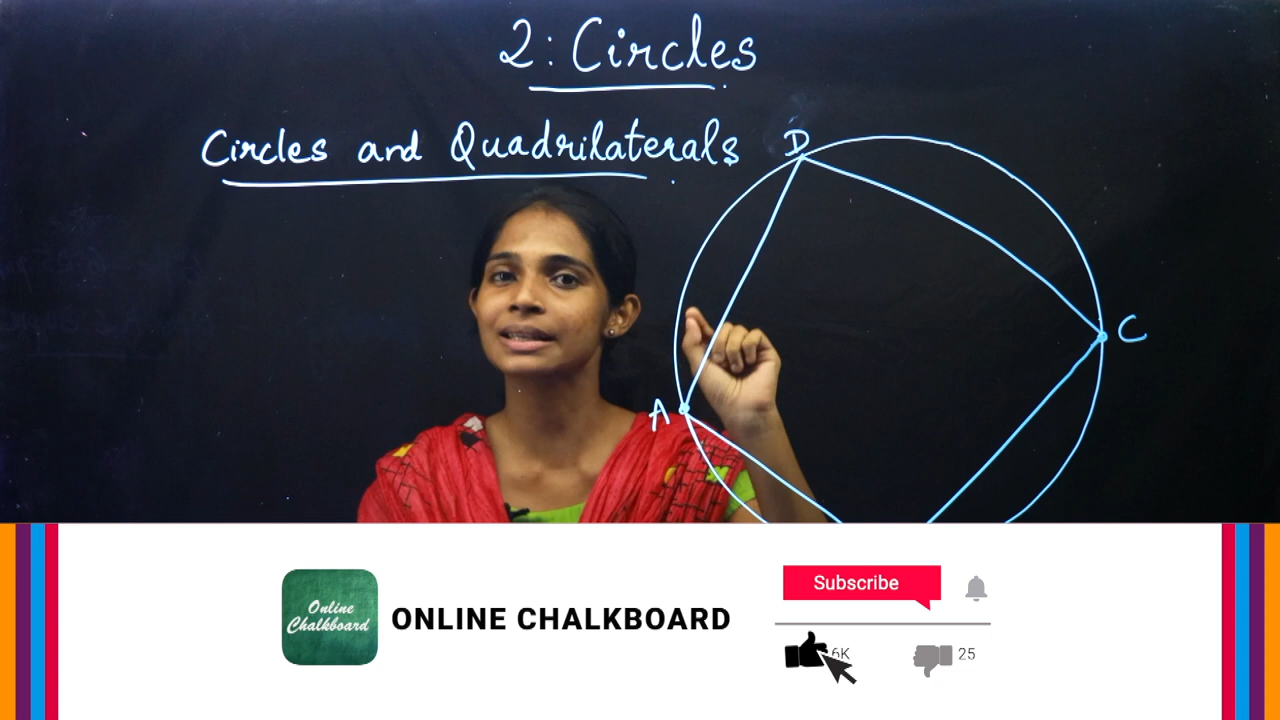 2: Circles
Circles and Quadrilaterals
D
C
A
Online
Chalkboard
ONLINE CHALKBOARD
Subscribe
6K
25